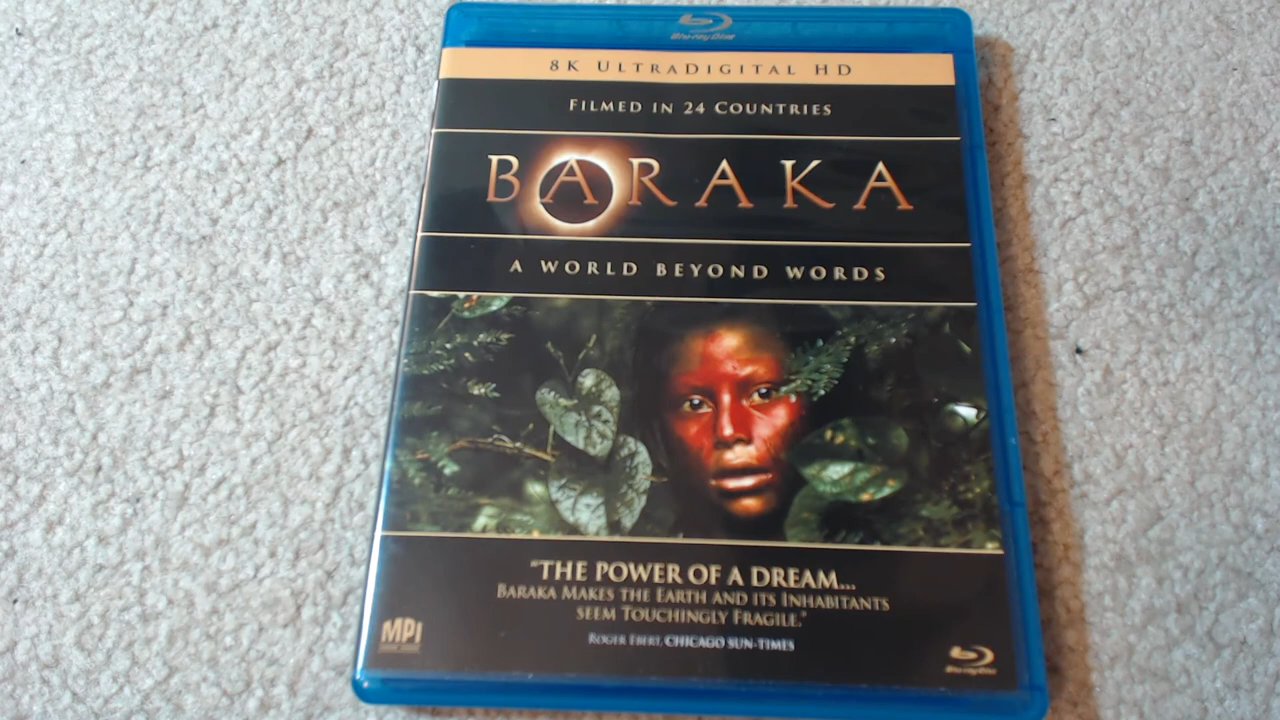 Blu-ray Disc
8K ULTRADIGITAL HD
FILMED IN 24 COUNTRIES
BARAKA
A WORLD BEYOND WORDS
"THE POWER OF A DREAM...
BARAKA MAKES THE EARTH AND ITS INHABITANTS
SEEM TOUCHINGLY FRAGILE."
ROGER EBERT, CHICAGO SUN-TIMES
MPI
Blu-ray Disc